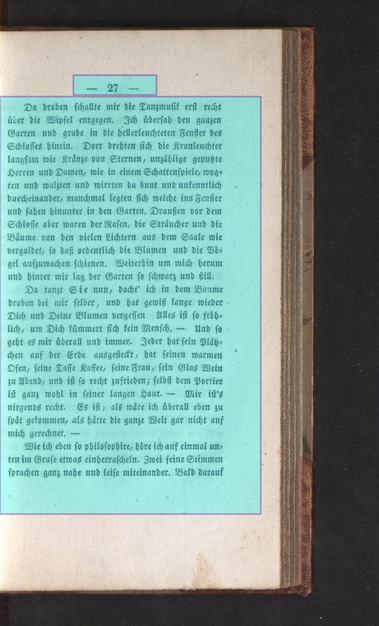 — 27 —
Da droben schallte mir die Tanzmusik erst recht
über die Wipfel entgegen. Ich übersah den ganzen
Garten und grade in die hellerleuchteten Fenster des
Schlosses hinein. Dort drehten sich die Kronleuchter
langsam wie Kränze von Sternen, unzählige geputzte
Herren und Damen, wie in einem Schattenspiele, wog-
ten und walzten und wirrten da bunt und unkenntlich
durcheinander, manchmal legten sich welche ins Fenster
und sahen hinunter in den Garten. Draußen vor dem
Schlosse aber waren der Rasen, die Sträucher und die
Bäume von den vielen Lichtern aus dem Saale wie
vergoldet, so daß ordentlich die Blumen und die Vö-
gel aufzuwachen schienen. Weiterhin um mich herum
und hinter mir lag der Garten so schwarz und still.
Da tanzt Sie nun, dacht' ich in dem Baume
droben bei mir selber, und hat gewiß lange wieder
Dich und Deine Blumen vergessen. Alles ist so fröh-
lich, um Dich kümmert sich kein Mensch. — Und so
geht es mir überall und immer. Jeder hat sein Plätz-
chen auf der Erde ausgesteckt, hat seinen warmen
Ofen, seine Tasse Kaffee, seine Frau, sein Glas Wein
zu Abend, und ist so recht zufrieden; selbst dem Portier
ist ganz wohl in seiner langen Haut. — Mir ist's
nirgends recht. Es ist, als wäre ich überall eben zu
spät gekommen, als hätte die ganze Welt gar nicht auf
mich gerechnet. —
Wie ich eben so philosophire, höre ich auf einmal un-
ten im Grase etwas einherrascheln. Zwei feine Stimmen
sprachen ganz nahe und leise miteinander. Bald darauf